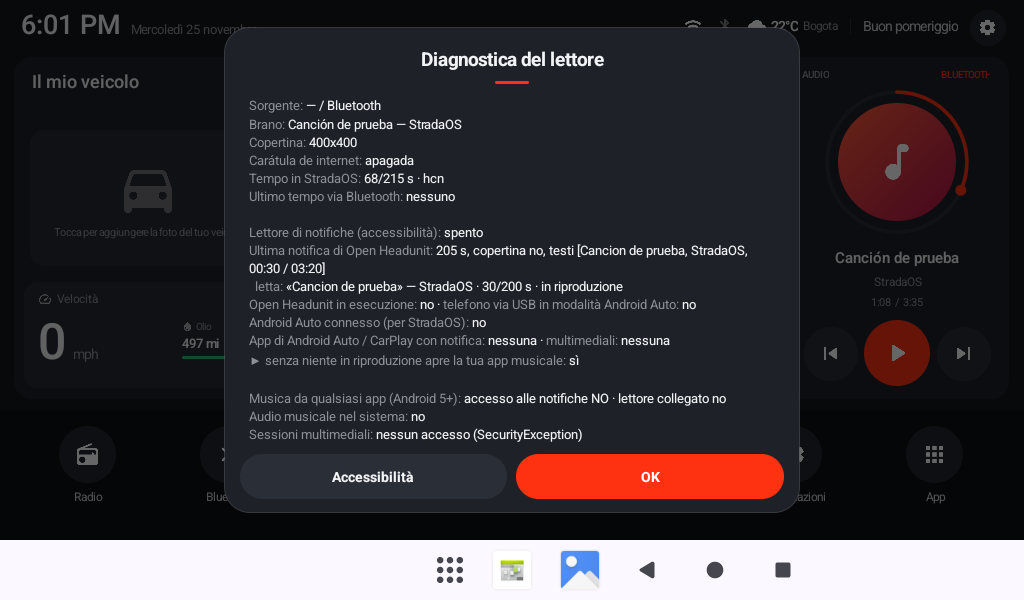 6:01 PM
Mercoledì 25 novembre
22°C Bogota
Buon pomeriggio
Il mio veicolo
Tocca per aggiungere la foto del tuo
Velocità
0 mph
Olio
497 mi
Diagnostica del lettore
Sorgente: — / Bluetooth
Brano: Canción de prueba — StradaOS
Copertina: 400x400
Carátula de internet: apagada
Tempo in StradaOS: 68/215 s · hcn
Ultimo tempo via Bluetooth: nessuno
Lettore di notifiche (accessibilità): spento
Ultima notifica di Open Headunit: 205 s, copertina no, testi [Cancion de prueba, StradaOS,
00:30 / 03:20]
letta: «Cancion de prueba» — StradaOS · 30/200 s · in riproduzione
Open Headunit in esecuzione: no · telefono via USB in modalità Android Auto: no
Android Auto connesso (per StradaOS): no
App di Android Auto / CarPlay con notifica: nessuna · multimediali: nessuna
► senza niente in riproduzione apre la tua app musicale: sì
Musica da qualsiasi app (Android 5+): accesso alle notifiche NO · lettore collegato no
Audio musicale nel sistema: no
Sessioni multimediali: nessun accesso (SecurityException)
Accessibilità
OK
AUDIO
BLUETOOTH
Canción de prueba
StradaOS
1:08 / 3:35
Radio
Blue
azioni
App